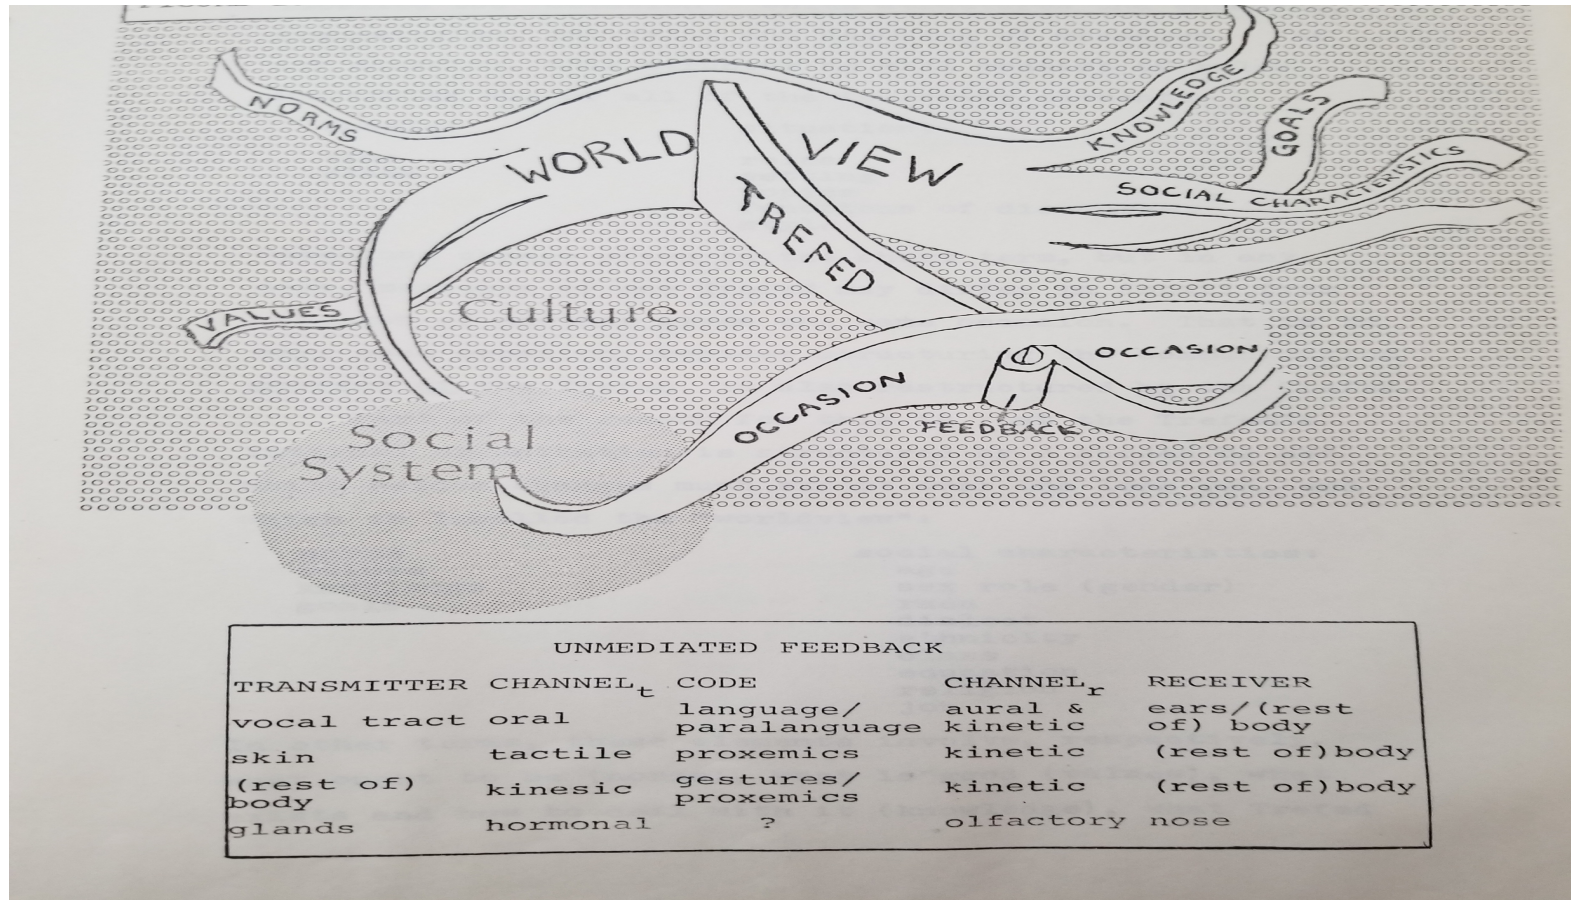 NORMS
WORLD VIEW
KNOWLEDGE
GOALS
SOCIAL CHARACTERISTICS
TREFED
VALUES
Culture
OCCASION
OCCASION
FEEDBACK
Social
System
UNMEDIATED FEEDBACK
TRANSMITTER CHANNELt CODE CHANNELr RECEIVER
vocal tract oral language/ paralanguage aural & kinetic ears/(rest of) body
skin tactile proxemics kinetic (rest of)body
(rest of) body kinesic gestures/ proxemics kinetic (rest of)body
glands hormonal ? olfactory nose